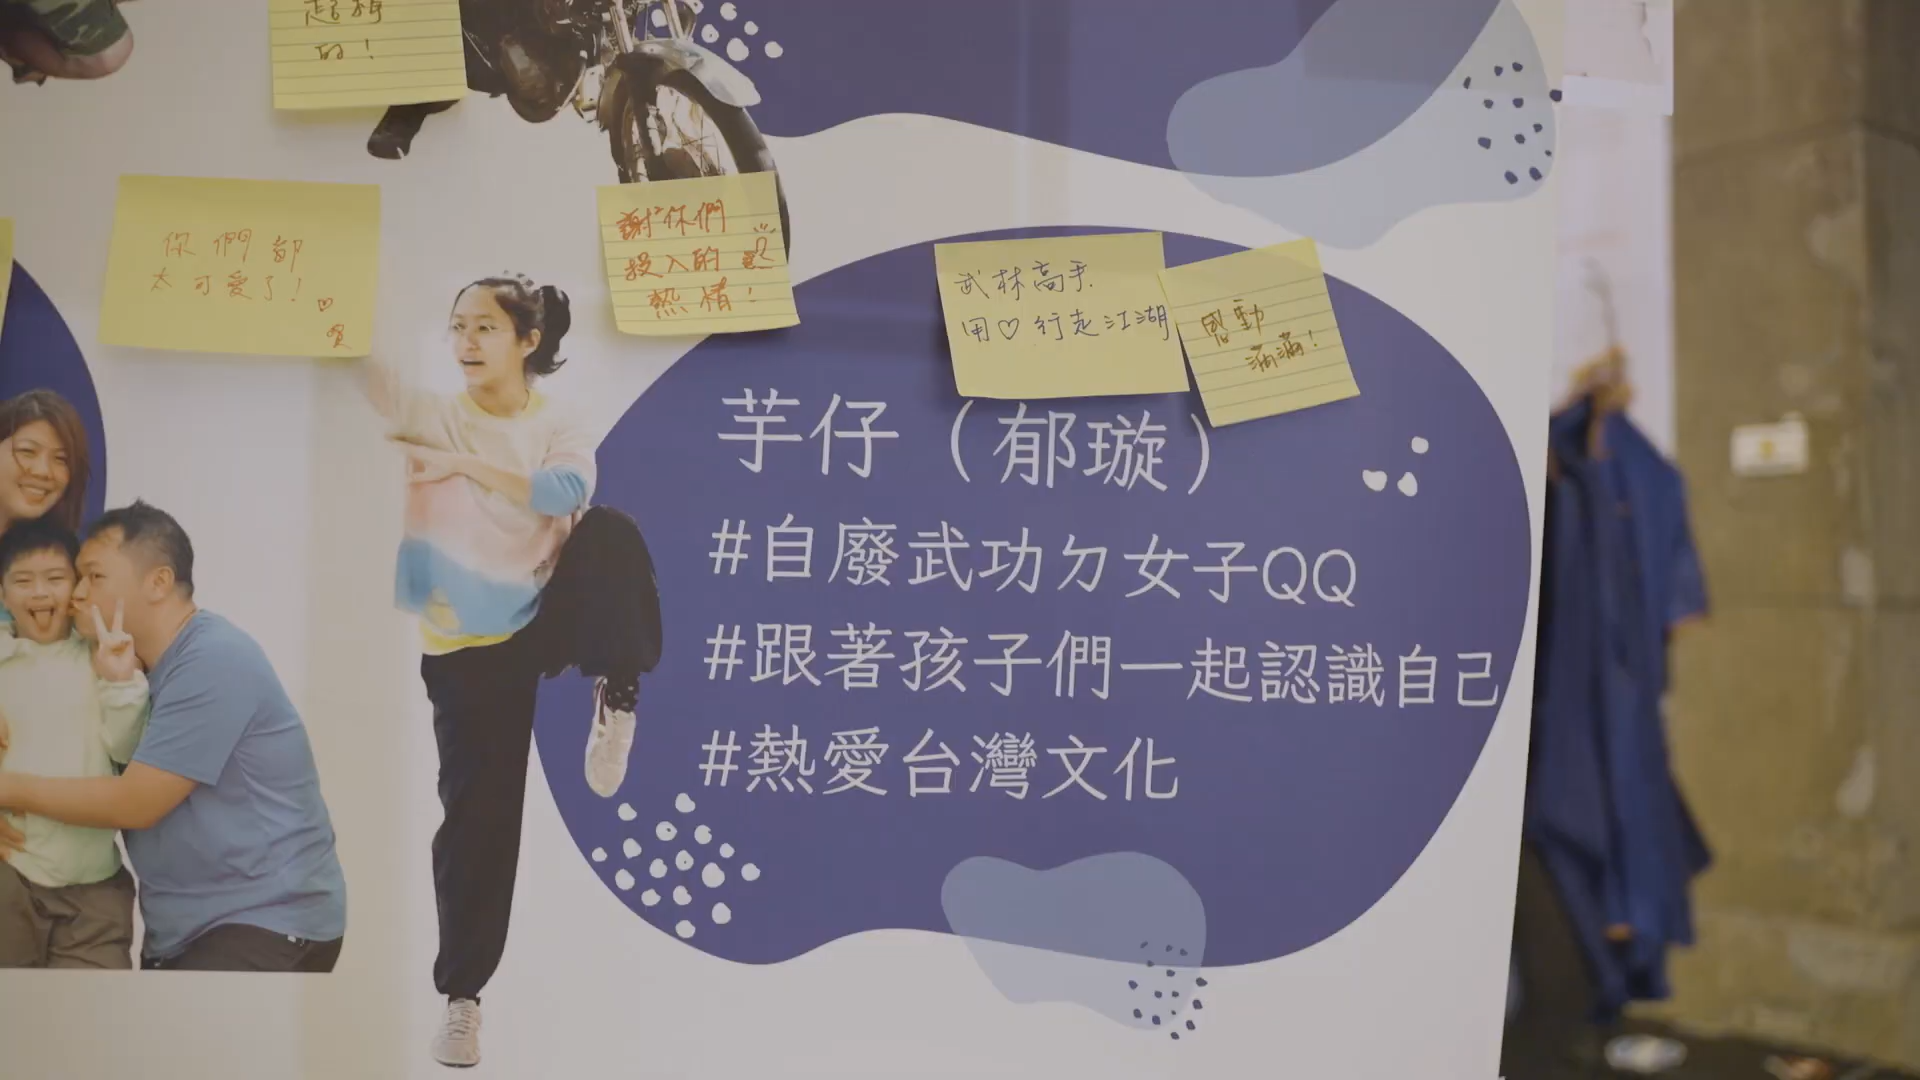 超棒
的！
你們都
太可愛了！♡
謝你們
投入的
熱情！
武林高手
用♡行走江湖
感動
滿滿！
芋仔（郁璇）
#自廢武功ㄉ女子QQ
#跟著孩子們一起認識自己
#熱愛台灣文化